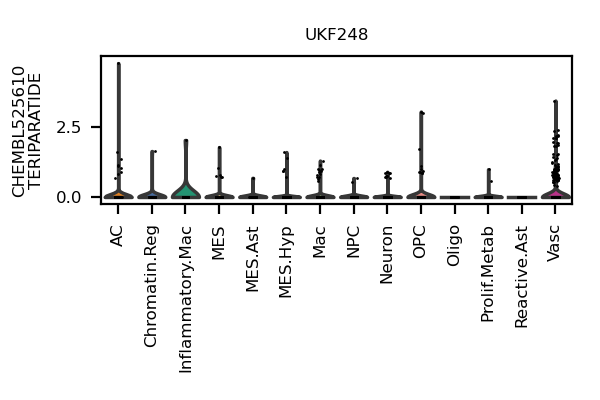 UKF248
CHEMBL525610
TERIPARATIDE
2.5
0.0
AC
Chromatin.Reg
Inflammatory.Mac
MES
MES.Ast
MES.Hyp
Mac
NPC
Neuron
OPC
Oligo
Prolif.Metab
Reactive.Ast
Vasc